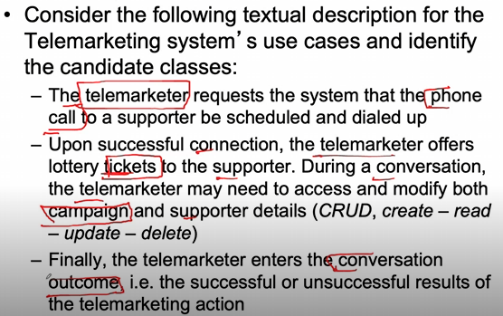 • Consider the following textual description for the
Telemarketing system's use cases and identify
the candidate classes:
– The telemarketer requests the system that the phone
call to a supporter be scheduled and dialed up
– Upon successful connection, the telemarketer offers
lottery tickets to the supporter. During a conversation,
the telemarketer may need to access and modify both
campaign and supporter details (CRUD, create – read
– update – delete)
– Finally, the telemarketer enters the conversation
outcome, i.e. the successful or unsuccessful results of
the telemarketing action